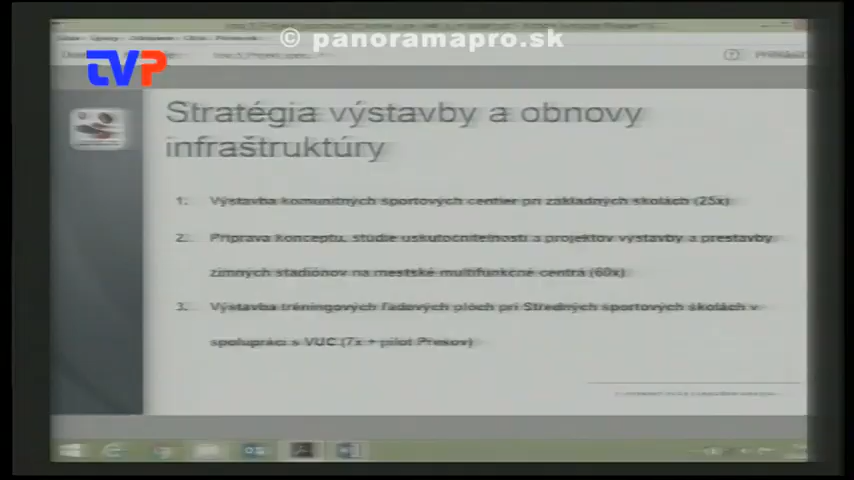 © panoramapro.sk
TVP
Stratégia výstavby a obnovy
infraštruktúry
1. Výstavba komunitných športových centier pri základných školách (25x)
2. Príprava konceptu, štúdie uskutočniteľnosti a projektov výstavby a prestavby
zimných štadiónov na mestské multifunkčné centrá (60x)
3. Výstavba tréningových ľadových plôch pri Stredných športových školách v
spolupráci s VÚC (7x + pilot Prešov)